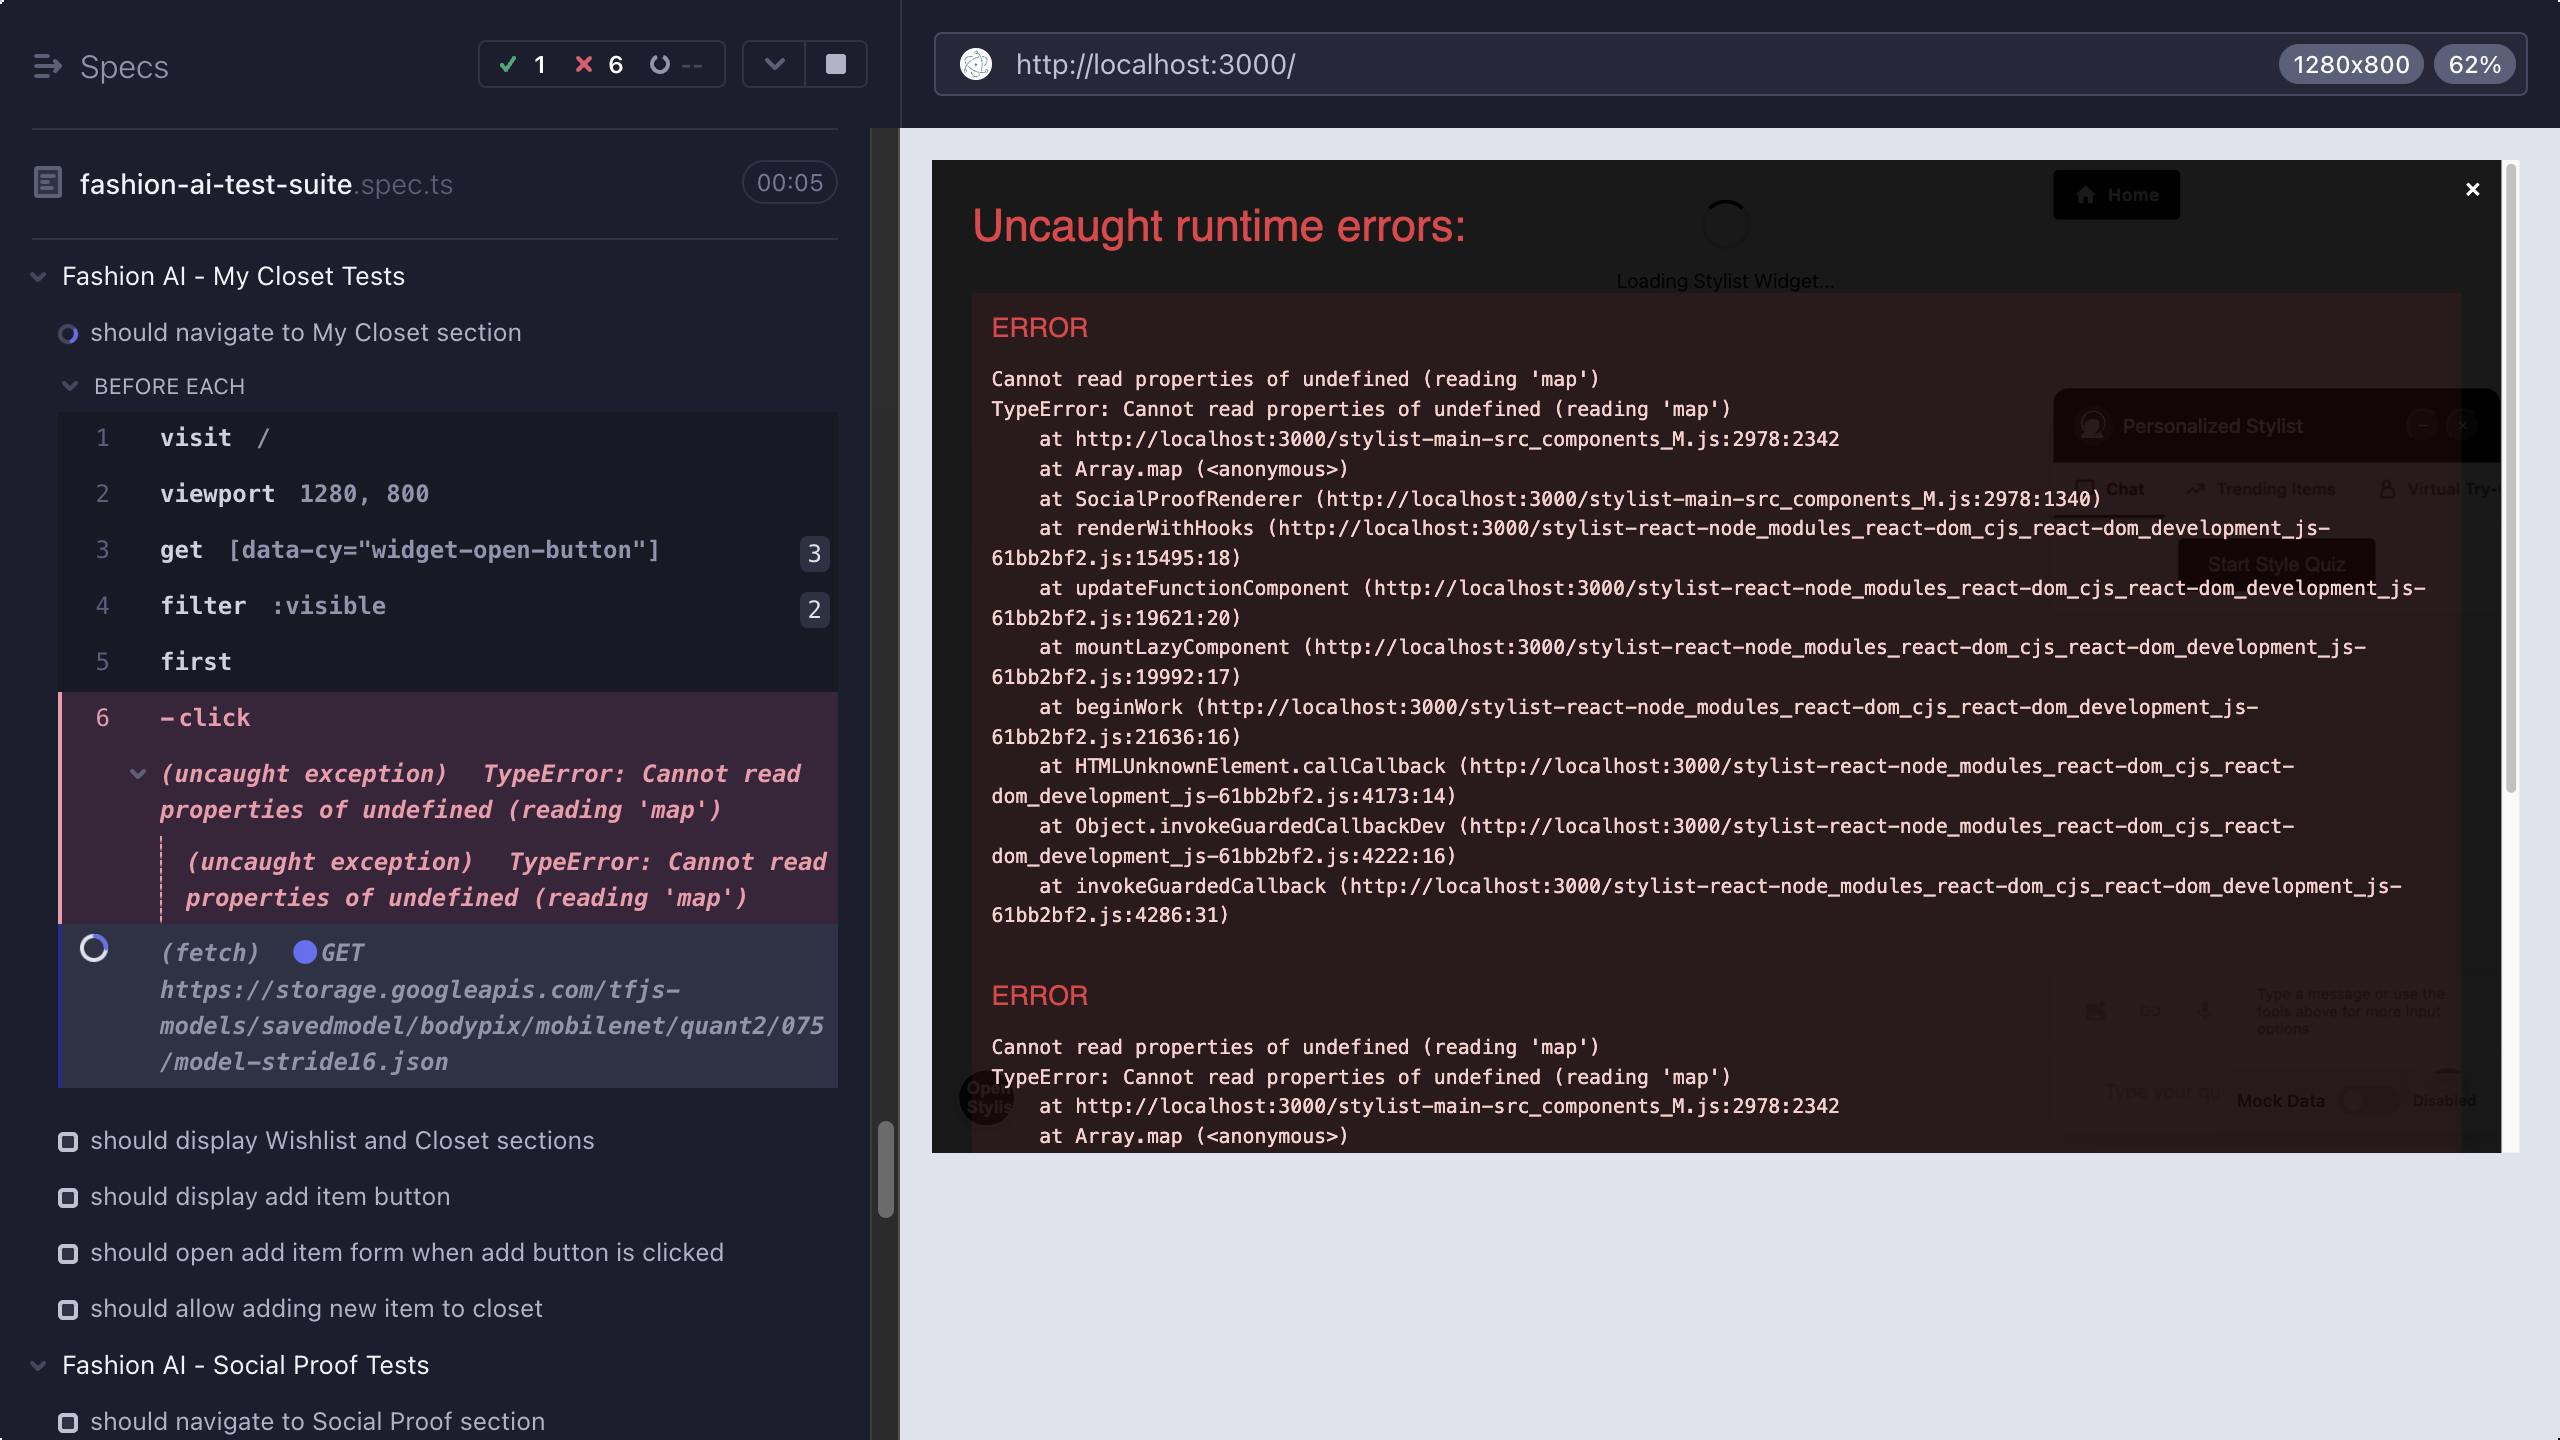 Specs
1
6
--
fashion-ai-test-suite.spec.ts
00:05
Fashion AI - My Closet Tests
should navigate to My Closet section
BEFORE EACH
1 visit /
2 viewport 1280, 800
3 get [data-cy="widget-open-button"] 3
4 filter :visible 2
5 first
6 -click
(uncaught exception) TypeError: Cannot read
properties of undefined (reading 'map')
(uncaught exception) TypeError: Cannot read
properties of undefined (reading 'map')
(fetch) GET
https://storage.googleapis.com/tfjs-
models/savedmodel/bodypix/mobilenet/quant2/075
/model-stride16.json
should display Wishlist and Closet sections
should display add item button
should open add item form when add button is clicked
should allow adding new item to closet
Fashion AI - Social Proof Tests
should navigate to Social Proof section
http://localhost:3000/
1280x800
62%
Home
×
Uncaught runtime errors:
Loading Stylist Widget...
ERROR
Cannot read properties of undefined (reading 'map')
TypeError: Cannot read properties of undefined (reading 'map')
at http://localhost:3000/stylist-main-src_components_M.js:2978:2342
at Array.map (<anonymous>)
at SocialProofRenderer (http://localhost:3000/stylist-main-src_components_M.js:2978:1340)
at renderWithHooks (http://localhost:3000/stylist-react-node_modules_react-dom_cjs_react-dom_development_js-
61bb2bf2.js:15495:18)
at updateFunctionComponent (http://localhost:3000/stylist-react-node_modules_react-dom_cjs_react-dom_development_js-
61bb2bf2.js:19621:20)
at mountLazyComponent (http://localhost:3000/stylist-react-node_modules_react-dom_cjs_react-dom_development_js-
61bb2bf2.js:19992:17)
at beginWork (http://localhost:3000/stylist-react-node_modules_react-dom_cjs_react-dom_development_js-
61bb2bf2.js:21636:16)
at HTMLUnknownElement.callCallback (http://localhost:3000/stylist-react-node_modules_react-dom_cjs_react-
dom_development_js-61bb2bf2.js:4173:14)
at Object.invokeGuardedCallbackDev (http://localhost:3000/stylist-react-node_modules_react-dom_cjs_react-
dom_development_js-61bb2bf2.js:4222:16)
at invokeGuardedCallback (http://localhost:3000/stylist-react-node_modules_react-dom_cjs_react-dom_development_js-
61bb2bf2.js:4286:31)
ERROR
Cannot read properties of undefined (reading 'map')
TypeError: Cannot read properties of undefined (reading 'map')
at http://localhost:3000/stylist-main-src_components_M.js:2978:2342
at Array.map (<anonymous>)
Personalized Stylist
Chat
Trending Items
Virtual Try-
Start Style Quiz
Type a message or use the
tools above for more input
options
Open
Type your
Mock Data
Disabled